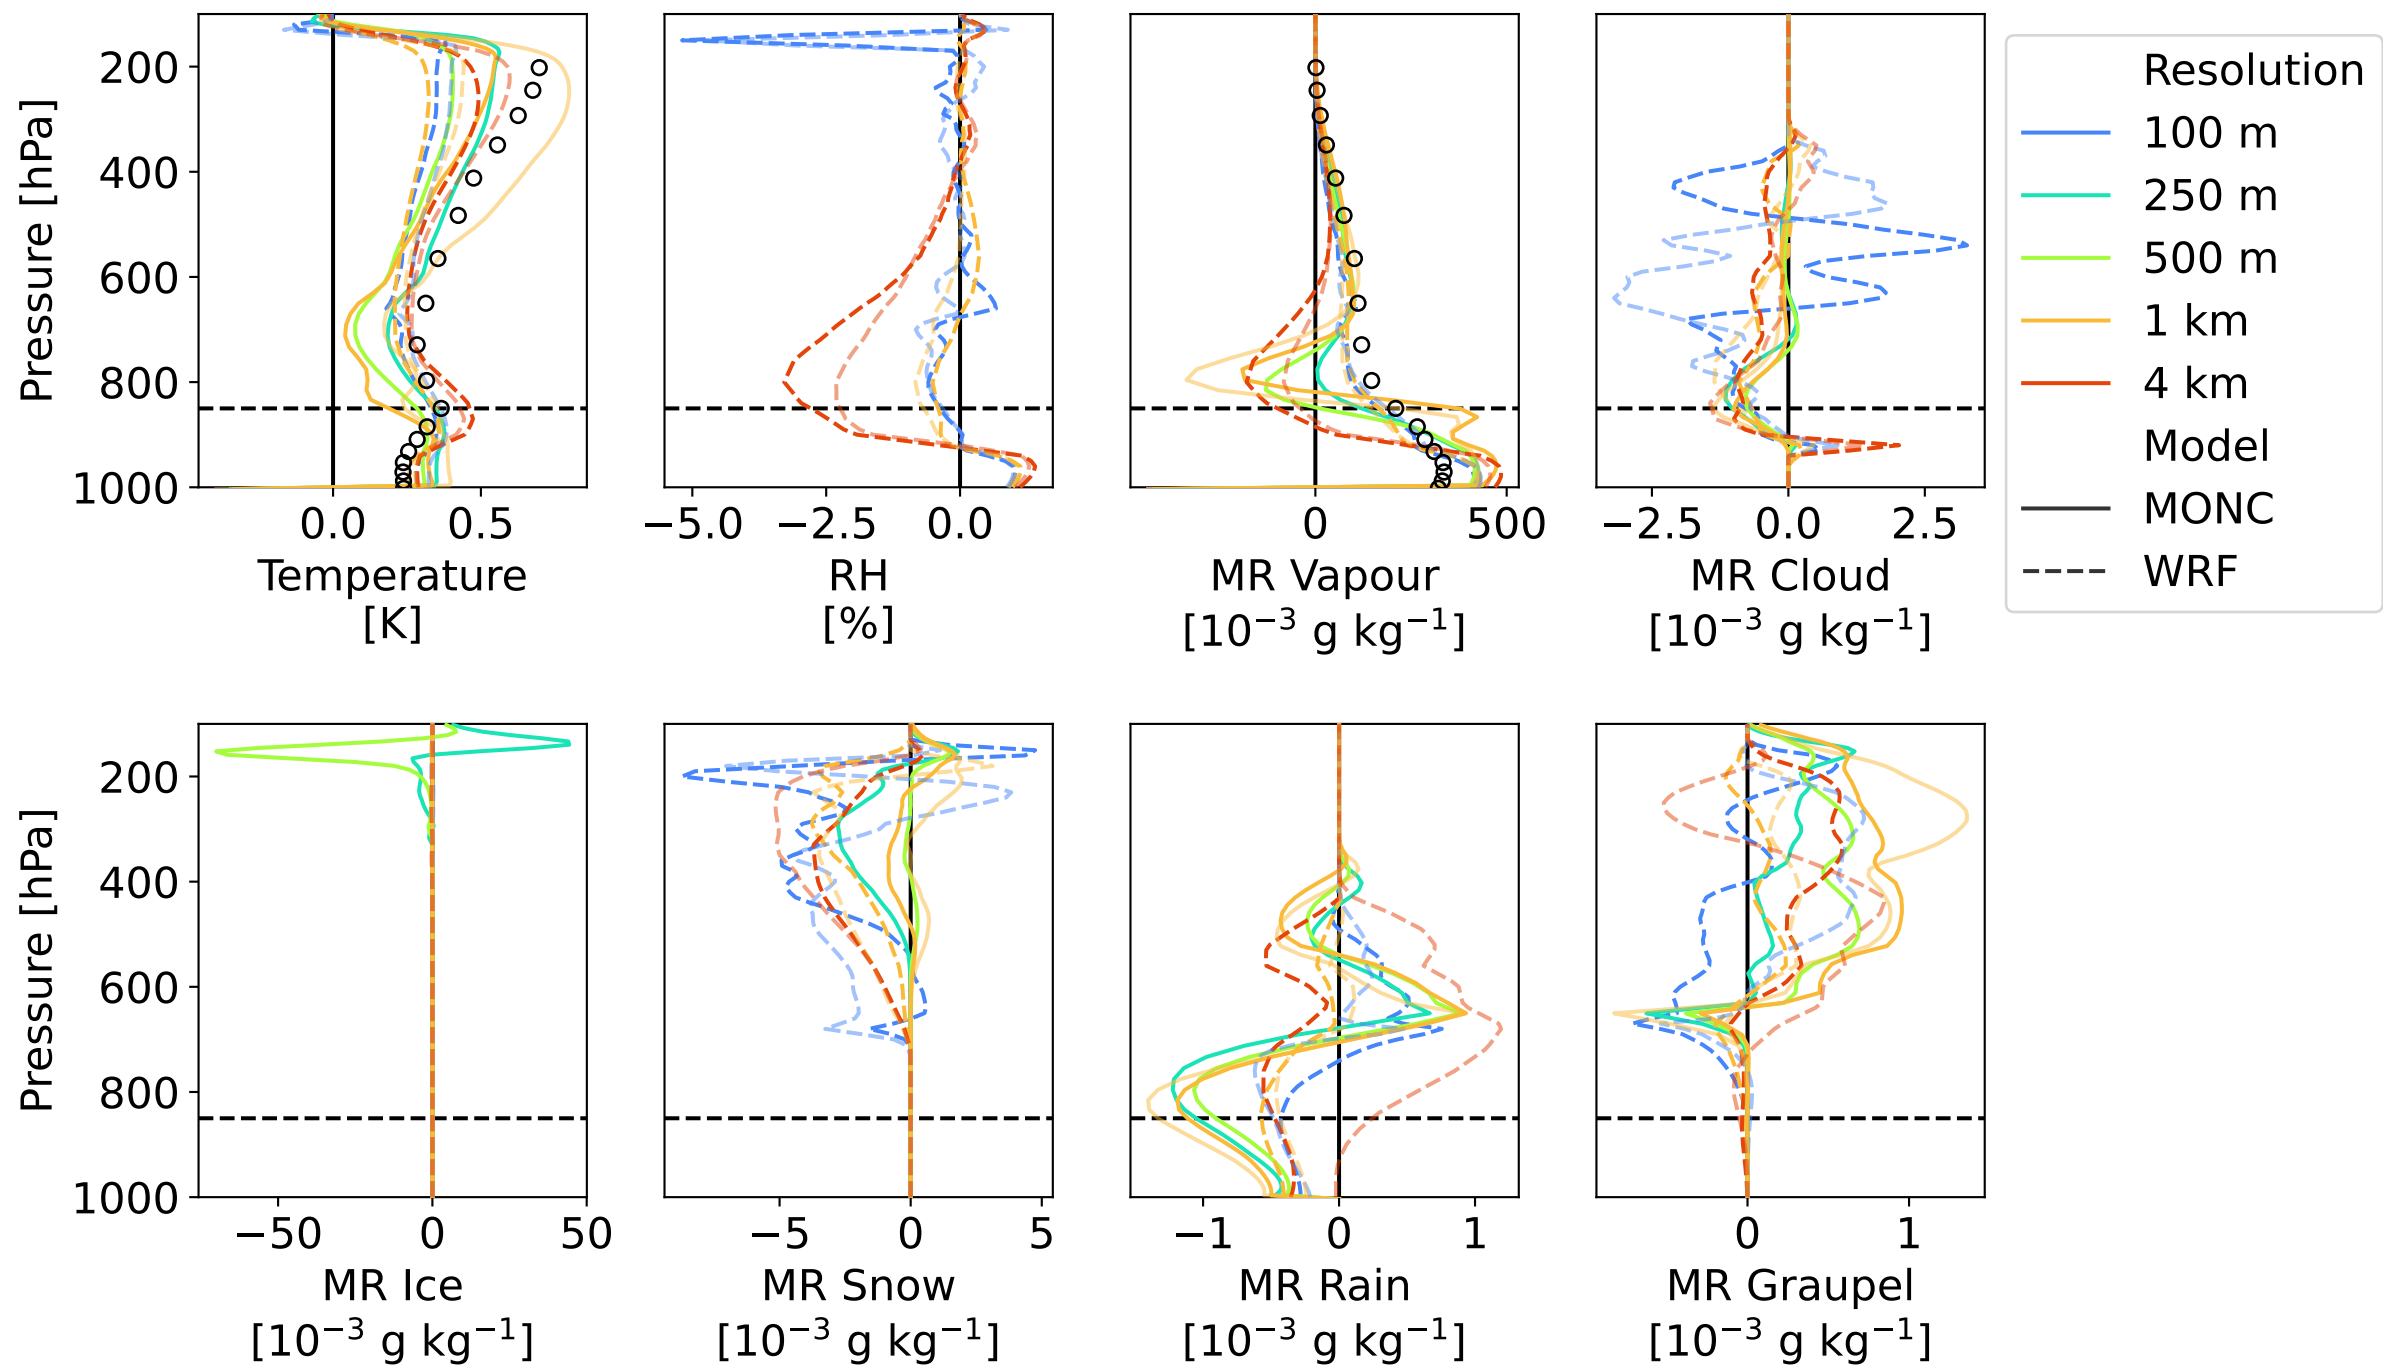 Pressure [hPa]
200
400
600
800
1000
0.0 0.5
Temperature
[K]
−5.0 −2.5 0.0
RH
[%]
0 500
MR Vapour
[10⁻³ g kg⁻¹]
−2.5 0.0 2.5
MR Cloud
[10⁻³ g kg⁻¹]
Resolution
100 m
250 m
500 m
1 km
4 km
Model
MONC
WRF
Pressure [hPa]
200
400
600
800
1000
−50 0 50
MR Ice
[10⁻³ g kg⁻¹]
−5 0 5
MR Snow
[10⁻³ g kg⁻¹]
−1 0 1
MR Rain
[10⁻³ g kg⁻¹]
0 1
MR Graupel
[10⁻³ g kg⁻¹]